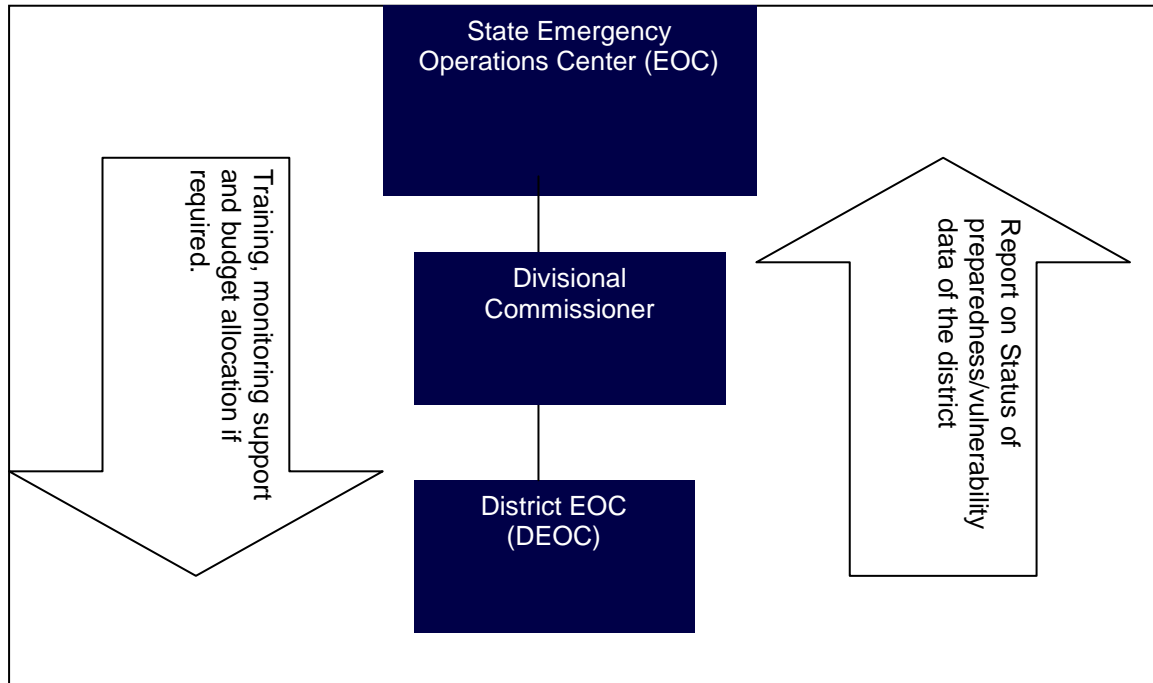 State Emergency
Operations Center (EOC)
Training, monitoring support
and budget allocation if
required.
Report on Status of
preparedness/vulnerability
data of the district
Divisional
Commissioner
District EOC
(DEOC)